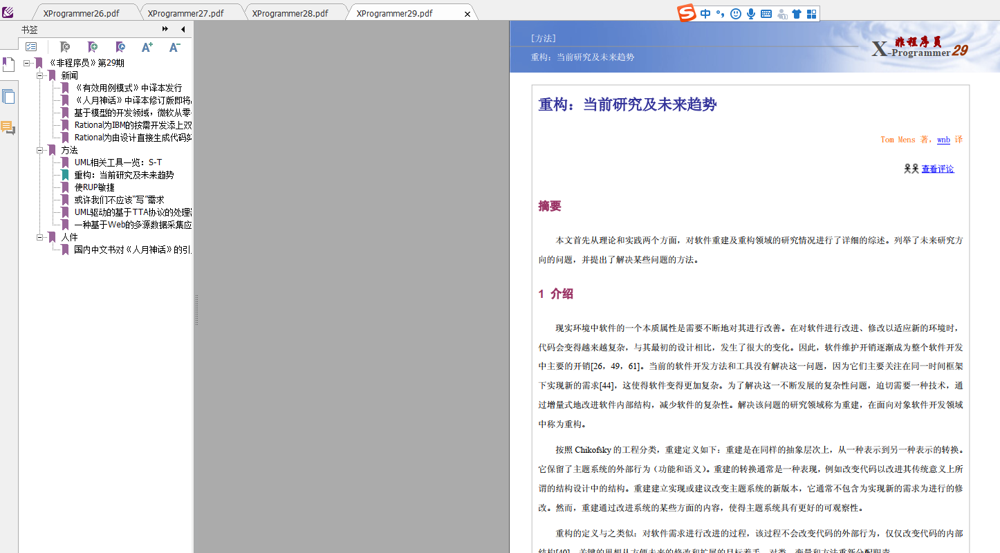 XProgrammer26.pdf
XProgrammer27.pdf
XProgrammer28.pdf
XProgrammer29.pdf
中
书签
A+
A-
《非程序员》第29期
新闻
《有效用例模式》中译本发行
《人月神话》中译本修订版即将
基于模型的开发领域，微软从零
Rational为IBM的按需开发添上双
Rational为由设计直接生成代码
方法
UML相关工具一览：S-T
重构：当前研究及未来趋势
使RUP敏捷
或许我们不应该“写”需求
UML驱动的基于TTA协议的处理
一种基于Web的多源数据采集应
人件
国内中文书对《人月神话》的引
[方法]
重构：当前研究及未来趋势
非程序员
X-Programmer 29
重构：当前研究及未来趋势
Tom Mens 著，wnb 译
查看评论
摘要
本文首先从理论和实践两个方面，对软件重建及重构领域的研究情况进行了详细的综述。列举了未来研究方
向的问题，并提出了解决某些问题的方法。
1 介绍
现实环境中软件的一个本质属性是需要不断地对其进行改善。在对软件进行改进、修改以适应新的环境时，
代码会变得越来越复杂，与其最初的设计相比，发生了很大的变化。因此，软件维护开销逐渐成为整个软件开发
中主要的开销[26，49，61]。当前的软件开发方法和工具没有解决这一问题，因为它们主要关注在同一时间框架
下实现新的需求[44]，这使得软件变得更加复杂。为了解决这一不断发展的复杂性问题，迫切需要一种技术，通
过增量式地改进软件内部结构，减少软件的复杂性。解决该问题的研究领域称为重建，在面向对象软件开发领域
中称为重构。
按照 Chikofsky 的工程分类，重建定义如下：重建是在同样的抽象层次上，从一种表示到另一种表示的转换。
它保留了主题系统的外部行为（功能和语义）。重建的转换通常是一种表现，例如改变代码以改进其传统意义上所
谓的结构设计中的结构。重建建立实现或建议改变主题系统的新版本，它通常不包含为实现新的需求为进行的修
改。然而，重建通过改进系统的某些方面的内容，使得主题系统具有更好的可观察性。
重构的定义与之类似：对软件需求进行改进的过程，该过程不会改变代码的外部行为，仅仅改变代码的内部
结构[40]。关键的思想从方便未来的修改和扩展的目标着手，对类、变量和方法重新分配职责